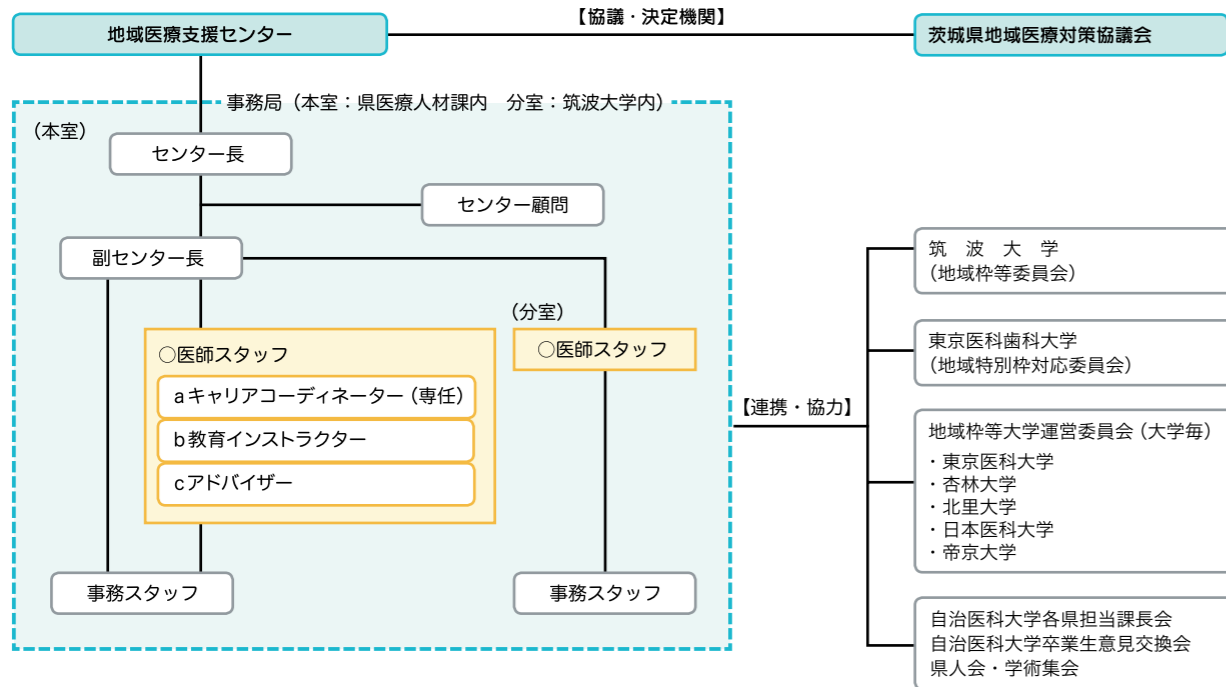 地域医療支援センター
【協議・決定機関】
茨城県地域医療対策協議会
事務局（本室：県医療人材課内　分室：筑波大学内）
（本室）
センター長
センター顧問
副センター長
（分室）
○医師スタッフ
aキャリアコーディネーター（専任）
b教育インストラクター
cアドバイザー
○医師スタッフ
事務スタッフ
事務スタッフ
【連携・協力】
筑　波　大　学
（地域枠等委員会）
東京医科歯科大学
（地域特別枠対応委員会）
地域枠等大学運営委員会（大学毎）
・東京医科大学
・杏林大学
・北里大学
・日本医科大学
・帝京大学
自治医科大学各県担当課長会
自治医科大学卒業生意見交換会
県人会・学術集会